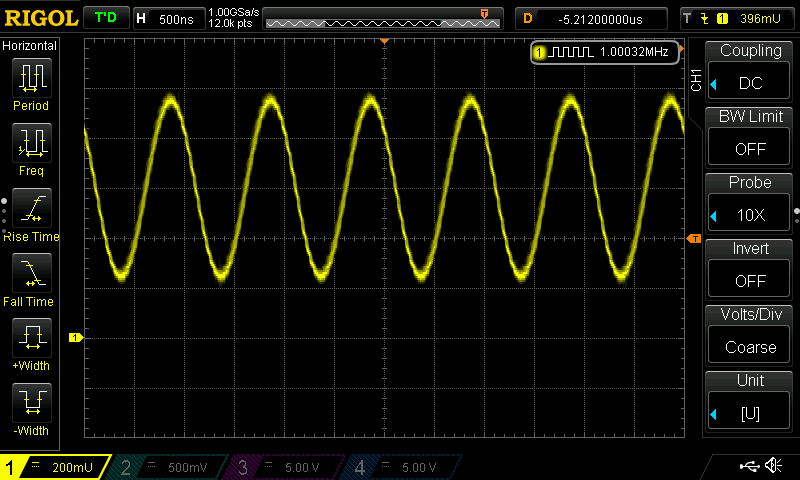 RIGOL T'D H 500ns 1.00GSa/s D -5.21200000us T 1 396mU
12.0k pts
T
Horizontal
Period
Freq
Rise Time
Fall Time
+Width
-Width
1 1.00032MHz
1
T
CH1
Coupling
DC
BW Limit
OFF
Probe
10X
Invert
OFF
Volts/Div
Coarse
Unit
[U]
1 200mU 2 500mV 3 5.00 V 4 5.00 V